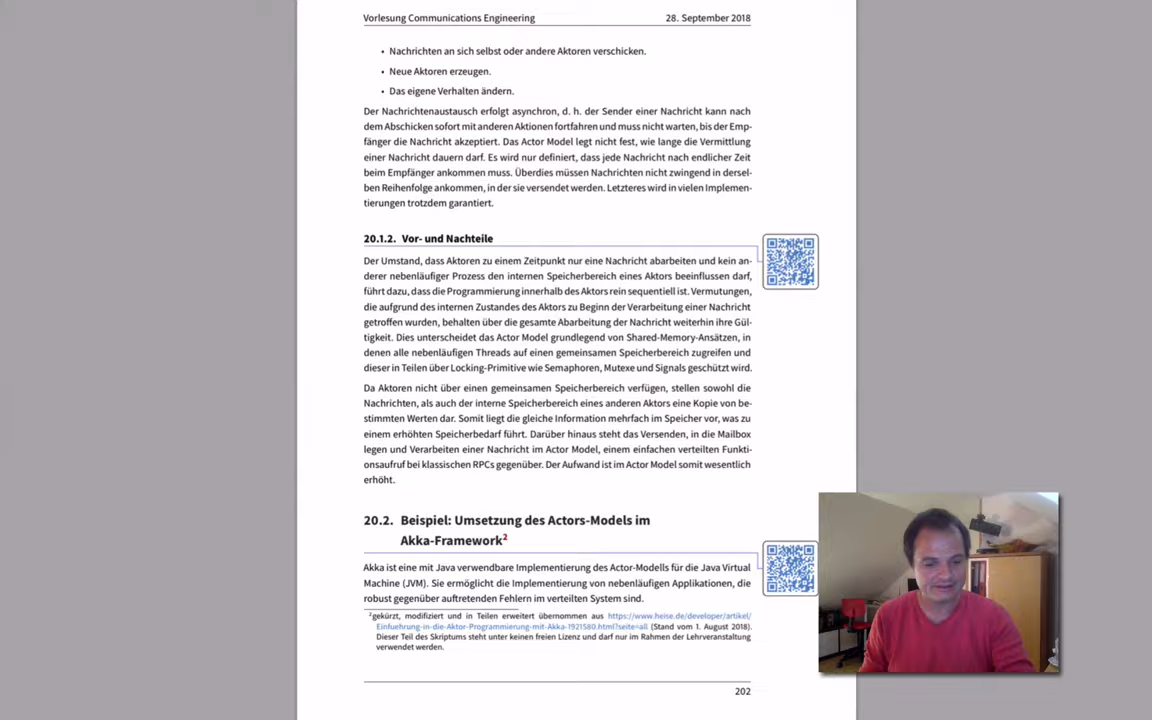 Vorlesung Communications Engineering 28. September 2018
• Nachrichten an sich selbst oder andere Aktoren verschicken.
• Neue Aktoren erzeugen.
• Das eigene Verhalten ändern.
Der Nachrichtenaustausch erfolgt asynchron, d. h. der Sender einer Nachricht kann nach
dem Abschicken sofort mit anderen Aktionen fortfahren und muss nicht warten, bis der Emp-
fänger die Nachricht akzeptiert. Das Actor Model legt nicht fest, wie lange die Vermittlung
einer Nachricht dauern darf. Es wird nur definiert, dass jede Nachricht nach endlicher Zeit
beim Empfänger ankommen muss. Überdies müssen Nachrichten nicht zwingend in dersel-
ben Reihenfolge ankommen, in der sie versendet werden. Letzteres wird in vielen Implemen-
tierungen trotzdem garantiert.
20.1.2. Vor- und Nachteile
Der Umstand, dass Aktoren zu einem Zeitpunkt nur eine Nachricht abarbeiten und kein an-
derer nebenläufiger Prozess den internen Speicherbereich eines Aktors beeinflussen darf,
führt dazu, dass die Programmierung innerhalb des Aktors rein sequentiell ist. Vermutungen,
die aufgrund des internen Zustandes des Aktors zu Beginn der Verarbeitung einer Nachricht
getroffen wurden, behalten über die gesamte Abarbeitung der Nachricht weiterhin ihre Gül-
tigkeit. Dies unterscheidet das Actor Model grundlegend von Shared-Memory-Ansätzen, in
denen alle nebenläufigen Threads auf einen gemeinsamen Speicherbereich zugreifen und
dieser in Teilen über Locking-Primitive wie Semaphoren, Mutexe und Signals geschützt wird.
Da Aktoren nicht über einen gemeinsamen Speicherbereich verfügen, stellen sowohl die
Nachrichten, als auch der interne Speicherbereich eines anderen Aktors eine Kopie von be-
stimmten Werten dar. Somit liegt die gleiche Information mehrfach im Speicher vor, was zu
einem erhöhten Speicherbedarf führt. Darüber hinaus steht das Versenden, in die Mailbox
legen und Verarbeiten einer Nachricht im Actor Model, einem einfachen verteilten Funkti-
onsaufruf bei klassischen RPCs gegenüber. Der Aufwand ist im Actor Model somit wesentlich
erhöht.
20.2. Beispiel: Umsetzung des Actors-Models im
Akka-Framework²
Akka ist eine mit Java verwendbare Implementierung des Actor-Modells für die Java Virtual
Machine (JVM). Sie ermöglicht die Implementierung von nebenläufigen Applikationen, die
robust gegenüber auftretenden Fehlern im verteilten System sind.
²gekürzt, modifiziert und in Teilen erweitert übernommen aus https://www.heise.de/developer/artikel/
Einfuehrung-in-die-Aktor-Programmierung-mit-Akka-1921580.html?seite=all (Stand vom 1. August 2018).
Dieser Teil des Skriptums steht unter keinen freien Lizenz und darf nur im Rahmen der Lehrveranstaltung
verwendet werden.
202